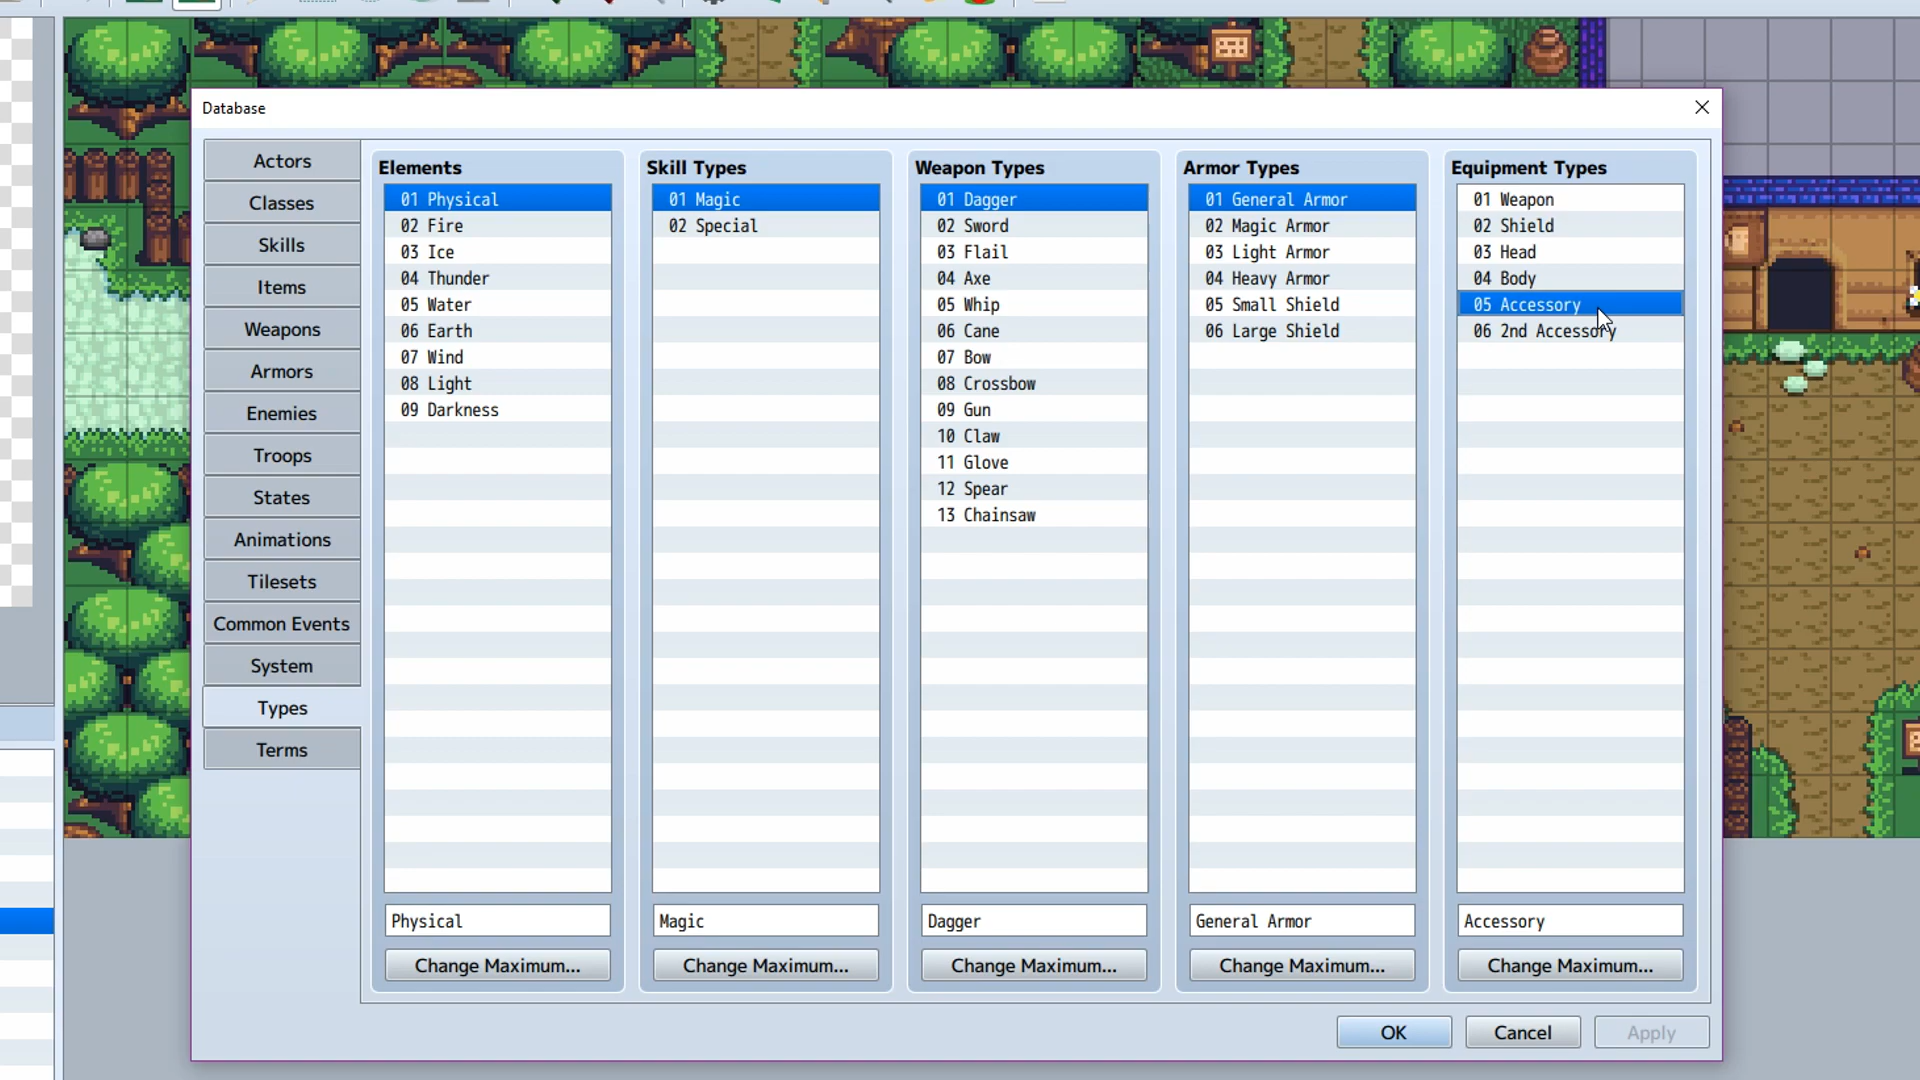 Database
Actors
Classes
Skills
Items
Weapons
Armors
Enemies
Troops
States
Animations
Tilesets
Common Events
System
Types
Terms
Elements
01 Physical
02 Fire
03 Ice
04 Thunder
05 Water
06 Earth
07 Wind
08 Light
09 Darkness
Physical
Change Maximum...
Skill Types
01 Magic
02 Special
Magic
Change Maximum...
Weapon Types
01 Dagger
02 Sword
03 Flail
04 Axe
05 Whip
06 Cane
07 Bow
08 Crossbow
09 Gun
10 Claw
11 Glove
12 Spear
13 Chainsaw
Dagger
Change Maximum...
Armor Types
01 General Armor
02 Magic Armor
03 Light Armor
04 Heavy Armor
05 Small Shield
06 Large Shield
General Armor
Change Maximum...
Equipment Types
01 Weapon
02 Shield
03 Head
04 Body
05 Accessory
06 2nd Accessory
Accessory
Change Maximum...
OK
Cancel
Apply